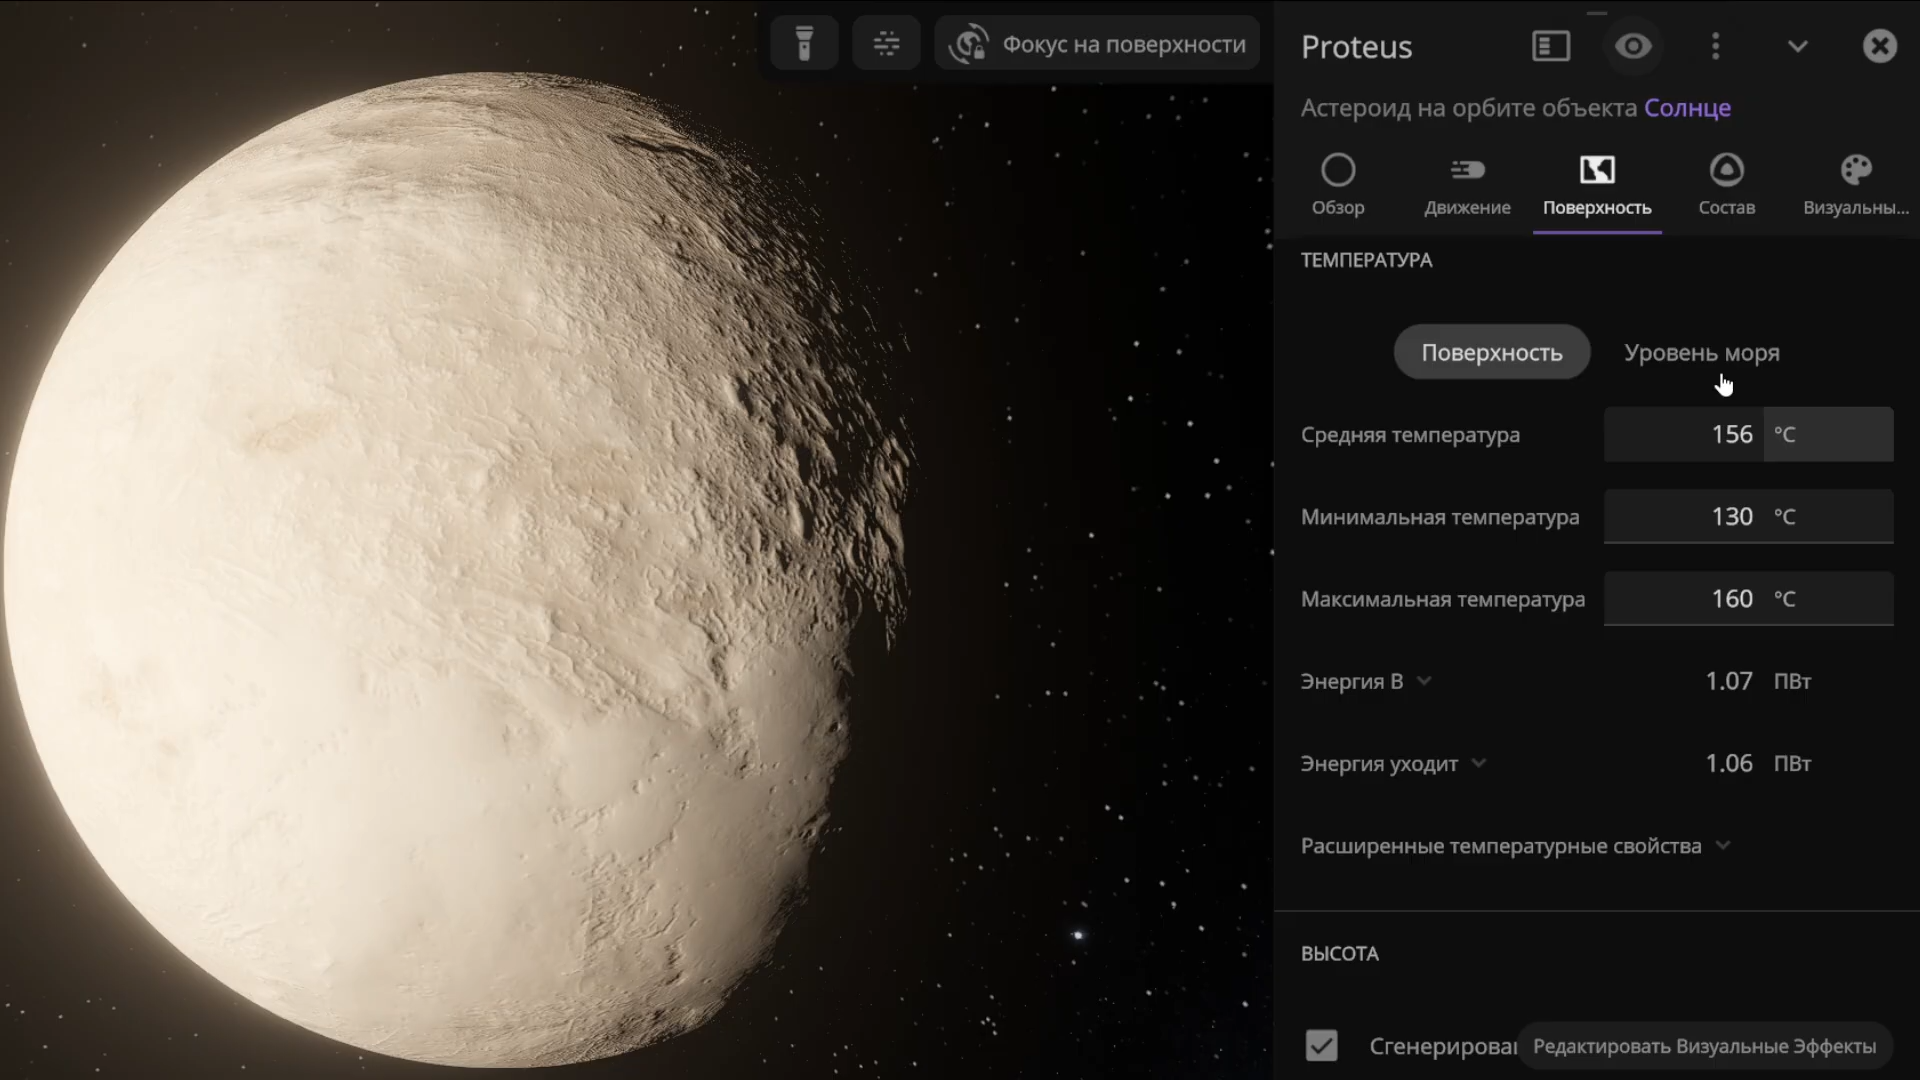 Фокус на поверхности
Proteus
Астероид на орбите объекта Солнце
Обзор
Движение
Поверхность
Состав
Визуальны...
ТЕМПЕРАТУРА
Поверхность
Уровень моря
Средняя температура 156 °C
Минимальная температура 130 °C
Максимальная температура 160 °C
Энергия В 1.07 ПВт
Энергия уходит 1.06 ПВт
Расширенные температурные свойства
ВЫСОТА
Сгенерирова
Редактировать Визуальные Эффекты